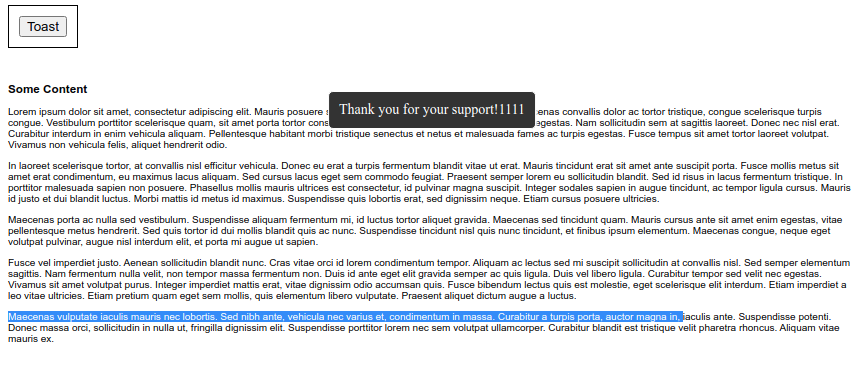 Toast
Some Content
Thank you for your support!1111
Lorem ipsum dolor sit amet, consectetur adipiscing elit. Mauris posuere enas convallis dolor ac tortor tristique, congue scelerisque turpis
congue. Vestibulum porttitor scelerisque quam, sit amet porta tortor cons egestas. Nam sollicitudin sem at sagittis laoreet. Donec nec nisl erat.
Curabitur interdum in enim vehicula aliquam. Pellentesque habitant morbi tristique senectus et netus et malesuada fames ac turpis egestas. Fusce tempus sit amet tortor laoreet volutpat.
Vivamus non vehicula felis, aliquet hendrerit odio.
In laoreet scelerisque tortor, at convallis nisl efficitur vehicula. Donec eu erat a turpis fermentum blandit vitae ut erat. Mauris tincidunt erat sit amet ante suscipit porta. Fusce mollis metus sit
amet erat condimentum, eu maximus lacus aliquam. Sed cursus lacus eget sem commodo feugiat. Praesent semper lorem eu sollicitudin blandit. Sed id risus in lacus fermentum tristique. In
porttitor malesuada sapien non posuere. Phasellus mollis mauris ultrices est consectetur, id pulvinar magna suscipit. Integer sodales sapien in augue tincidunt, ac tempor ligula cursus. Mauris
id justo et dui blandit luctus. Morbi mattis id metus id maximus. Suspendisse quis lobortis erat, sed dignissim neque. Etiam cursus posuere ultricies.
Maecenas porta ac nulla sed vestibulum. Suspendisse aliquam fermentum mi, id luctus tortor aliquet gravida. Maecenas sed tincidunt quam. Mauris cursus ante sit amet enim egestas, vitae
pellentesque metus hendrerit. Sed quis tortor id dui mollis blandit quis ac nunc. Suspendisse tincidunt nisl quis nunc tincidunt, et finibus ipsum elementum. Maecenas congue, neque eget
volutpat pulvinar, augue nisl interdum elit, et porta mi augue ut sapien.
Fusce vel imperdiet justo. Aenean sollicitudin blandit nunc. Cras vitae orci id lorem condimentum tempor. Aliquam ac lectus sed mi suscipit sollicitudin at convallis nisl. Sed semper elementum
sagittis. Nam fermentum nulla velit, non tempor massa fermentum non. Duis id ante eget elit gravida semper ac quis ligula. Duis vel libero ligula. Curabitur tempor sed velit nec egestas.
Vivamus sit amet volutpat purus. Integer imperdiet mattis erat, vitae dignissim odio accumsan quis. Fusce bibendum lectus quis est molestie, eget scelerisque elit interdum. Etiam imperdiet a
leo vitae ultricies. Etiam pretium quam eget sem mollis, quis elementum libero vulputate. Praesent aliquet dictum augue a luctus.
Maecenas vulputate iaculis mauris nec lobortis. Sed nibh ante, vehicula nec varius et, condimentum in massa. Curabitur a turpis porta, auctor magna in, iaculis ante. Suspendisse potenti.
Donec massa orci, sollicitudin in nulla ut, fringilla dignissim elit. Suspendisse porttitor lorem nec sem volutpat ullamcorper. Curabitur blandit est tristique velit pharetra rhoncus. Aliquam vitae
mauris ex.